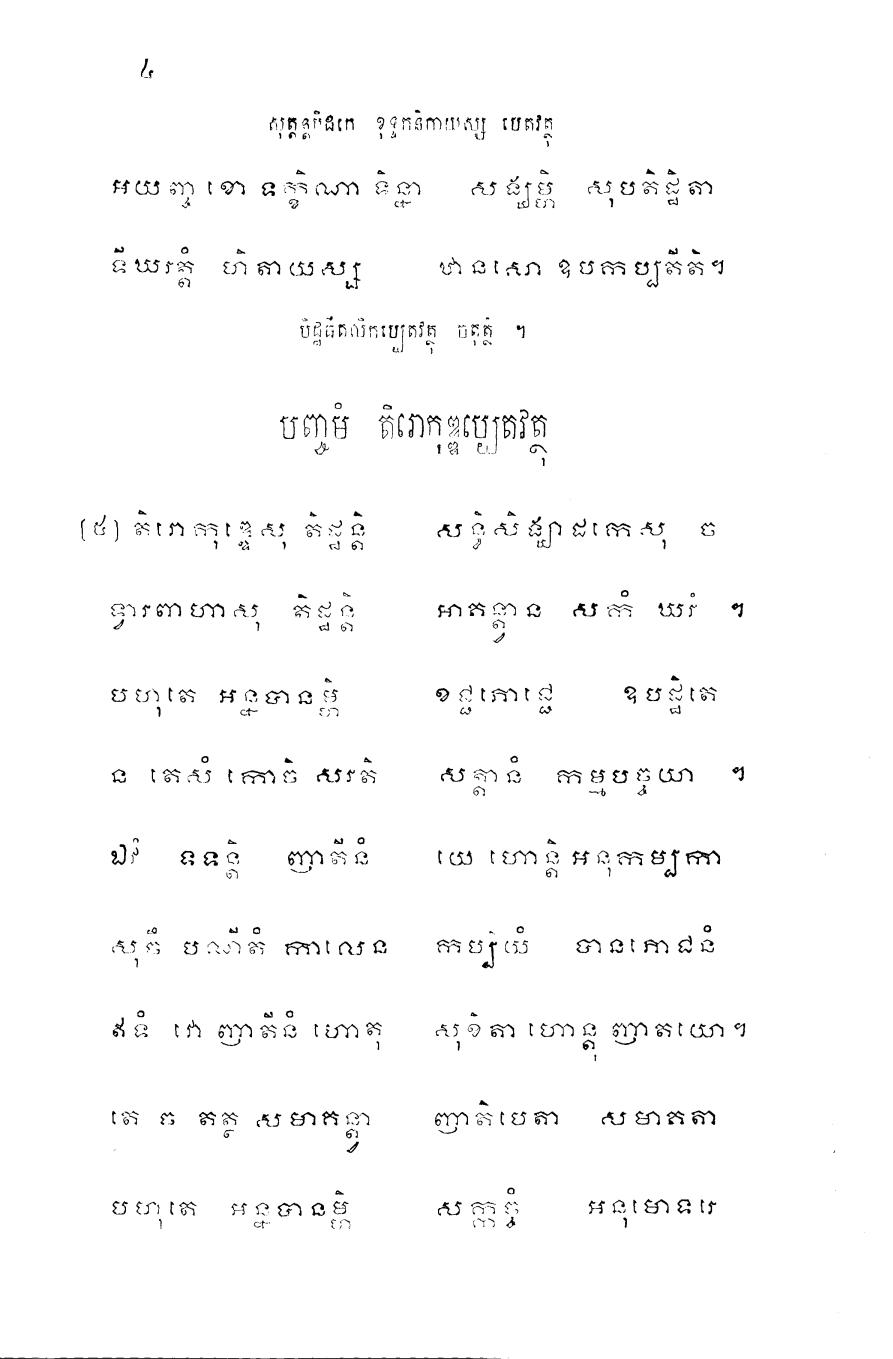 ៤
សុត្តន្តបិដកេ ខុទ្ទកនិកាយស្ស បេតវត្ថុ
អយញ្ច ខោ ទក្ខិណា ទិន្នា សង្ឃម្ហិ សុបតិដ្ឋិតា
ទីឃរត្តំ ហិតាយស្ស ឋានសោ ឧបកប្បតីតិ។
បិដ្ឋធីតលិកប្បេតវត្ថុ ចតុត្ថំ ។
បញ្ចមំ តិរោកុឌ្ឌប្បេតវត្ថុ
(៥) តិរោកុឌ្ឌេសុ តិដ្ឋន្តិ សន្ធិសិង្ឃាដកេសុ ច
ទ្វារពាហាសុ តិដ្ឋន្តិ អាគន្ត្វាន សកំ ឃរំ ។
បហុតេ អន្នបានម្ហិ ខជ្ជភោជ្ជេ ឧបដ្ឋិតេ
ន តេសំ កោចិ សរតិ សត្តានំ កម្មបច្ចយា ។
ឯវំ ទទន្តិ ញាតីនំ យេ ហោន្តិ អនុកម្បកា
សុចឹ បណីតំ កាលេន កប្បិយំ បានភោជនំ
ឥទំ វោ ញាតីនំ ហោតុ សុខិតា ហោន្តុ ញាតយោ។
តេ ច តត្ថ សមាគន្ត្វា ញាតិបេតា សមាគតា
បហុតេ អន្នបានម្ហិ សក្កច្ចំ អនុមោទរេ